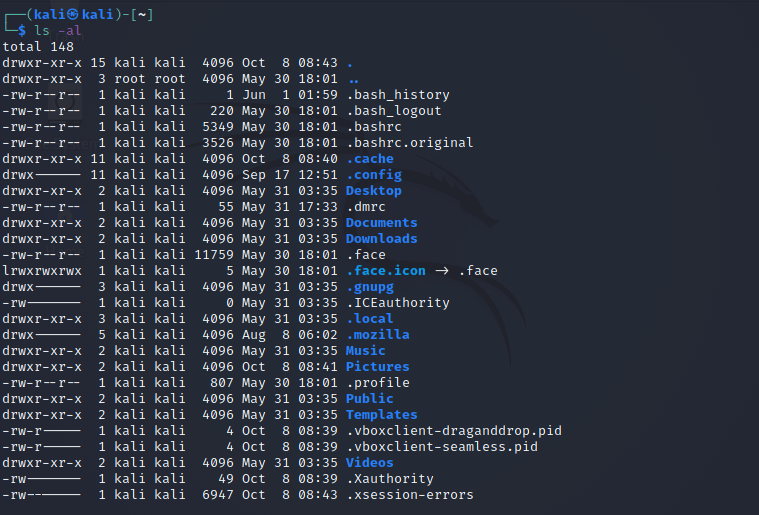 ┌──(kali㉿kali)-[~]
└─$ ls -al
total 148
drwxr-xr-x 15 kali kali  4096 Oct  8 08:43 .
drwxr-xr-x  3 root root  4096 May 30 18:01 ..
-rw-r--r--  1 kali kali     1 Jun  1 01:59 .bash_history
-rw-r--r--  1 kali kali   220 May 30 18:01 .bash_logout
-rw-r--r--  1 kali kali  5349 May 30 18:01 .bashrc
-rw-r--r--  1 kali kali  3526 May 30 18:01 .bashrc.original
drwxr-xr-x 11 kali kali  4096 Oct  8 08:40 .cache
drwx------ 11 kali kali  4096 Sep 17 12:51 .config
drwxr-xr-x  2 kali kali  4096 May 31 03:35 Desktop
-rw-r--r--  1 kali kali    55 May 31 17:33 .dmrc
drwxr-xr-x  2 kali kali  4096 May 31 03:35 Documents
drwxr-xr-x  2 kali kali  4096 May 31 03:35 Downloads
-rw-r--r--  1 kali kali 11759 May 30 18:01 .face
lrwxrwxrwx  1 kali kali     5 May 30 18:01 .face.icon -> .face
drwx------  3 kali kali  4096 May 31 03:35 .gnupg
-rw-------  1 kali kali     0 May 31 03:35 .ICEauthority
drwxr-xr-x  3 kali kali  4096 May 31 03:35 .local
drwx------  5 kali kali  4096 Aug  8 06:02 .mozilla
drwxr-xr-x  2 kali kali  4096 May 31 03:35 Music
drwxr-xr-x  2 kali kali  4096 Oct  8 08:41 Pictures
-rw-r--r--  1 kali kali   807 May 30 18:01 .profile
drwxr-xr-x  2 kali kali  4096 May 31 03:35 Public
drwxr-xr-x  2 kali kali  4096 May 31 03:35 Templates
-rw-r-----  1 kali kali     4 Oct  8 08:39 .vboxclient-draganddrop.pid
-rw-r-----  1 kali kali     4 Oct  8 08:39 .vboxclient-seamless.pid
drwxr-xr-x  2 kali kali  4096 May 31 03:35 Videos
-rw-------  1 kali kali    49 Oct  8 08:39 .Xauthority
-rw-------  1 kali kali  6947 Oct  8 08:43 .xsession-errors